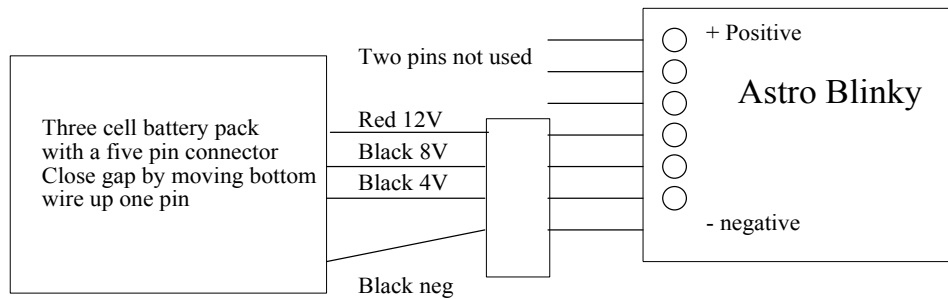 + Positive
Two pins not used
Astro Blinky
Three cell battery pack
with a five pin connector
Close gap by moving bottom
wire up one pin
Red 12V
Black 8V
Black 4V
- negative
Black neg